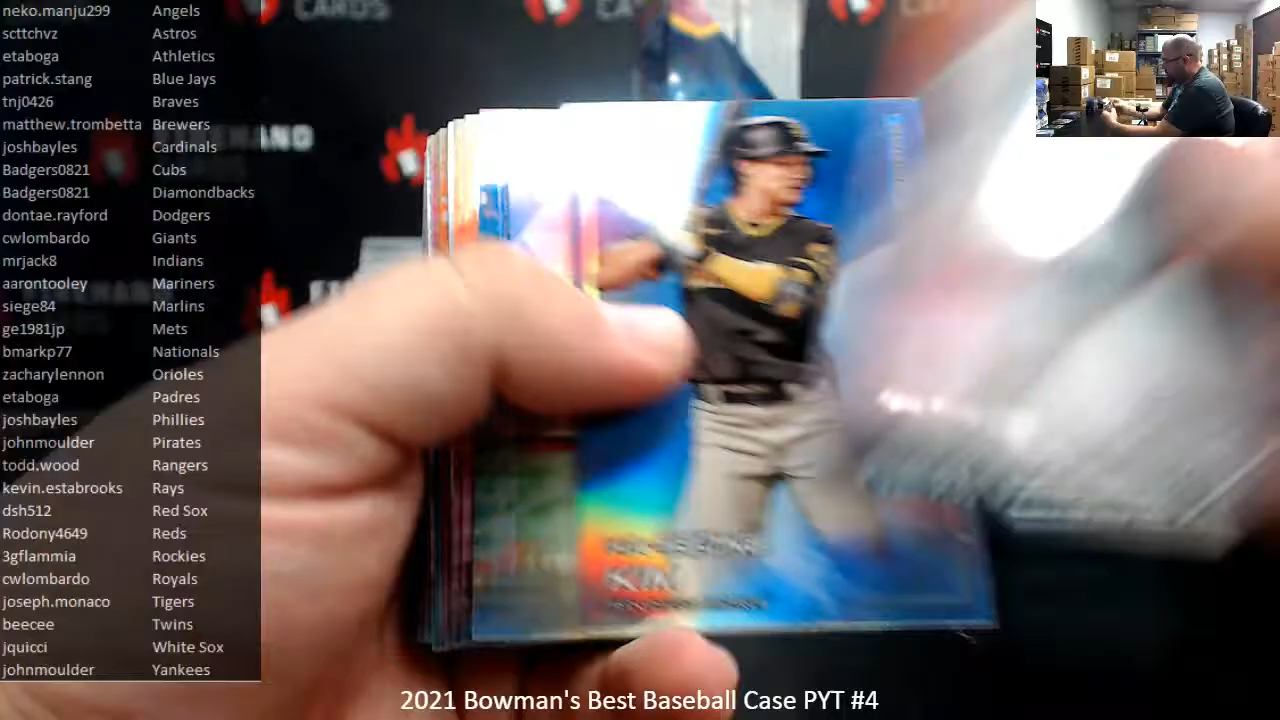 neko.manju299 Angels
scttchvz Astros
etaboga Athletics
patrick.stang Blue Jays
tnj0426 Braves
matthew.trombetta Brewers
joshbayles Cardinals
Badgers0821 Cubs
Badgers0821 Diamondbacks
dontae.rayford Dodgers
cwlombardo Giants
mrjack8 Indians
aarontooley Mariners
siege84 Marlins
ge1981jp Mets
bmarkp77 Nationals
zacharylennon Orioles
etaboga Padres
joshbayles Phillies
johnmoulder Pirates
todd.wood Rangers
kevin.estabrooks Rays
dsh512 Red Sox
Rodony4649 Reds
3gflammia Rockies
cwlombardo Royals
joseph.monaco Tigers
beecee Twins
jquicci White Sox
johnmoulder Yankees
CARDS
2021 Bowman's Best Baseball Case PYT #4